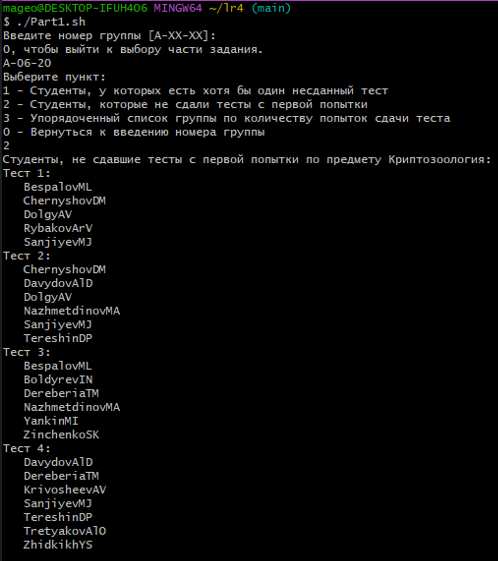 mageo@DESKTOP-IFUH4O6 MINGW64 ~/lr4 (main)
$ ./Part1.sh
Введите номер группы [A-XX-XX]:
0, чтобы выйти к выбору части задания.
A-06-20
Выберите пункт:
1 - Студенты, у которых есть хотя бы один несданный тест
2 - Студенты, которые не сдали тесты с первой попытки
3 - Упорядоченный список группы по количеству попыток сдачи теста
0 - Вернуться к введению номера группы
2
Студенты, не сдавшие тесты с первой попытки по предмету Криптозоология:
Тест 1:
BespalovML
ChernyshovDM
DolgyAV
RybakovArV
SanjiyevMJ
Тест 2:
ChernyshovDM
DavydovAlD
DolgyAV
NazhmetdinovMA
SanjiyevMJ
TereshinDP
Тест 3:
BespalovML
BoldyrevIN
DereberiaTM
NazhmetdinovMA
YankinMI
ZinchenkoSK
Тест 4:
DavydovAlD
DereberiaTM
KrivosheevAV
SanjiyevMJ
TereshinDP
TretyakovAlO
ZhidkikhYS